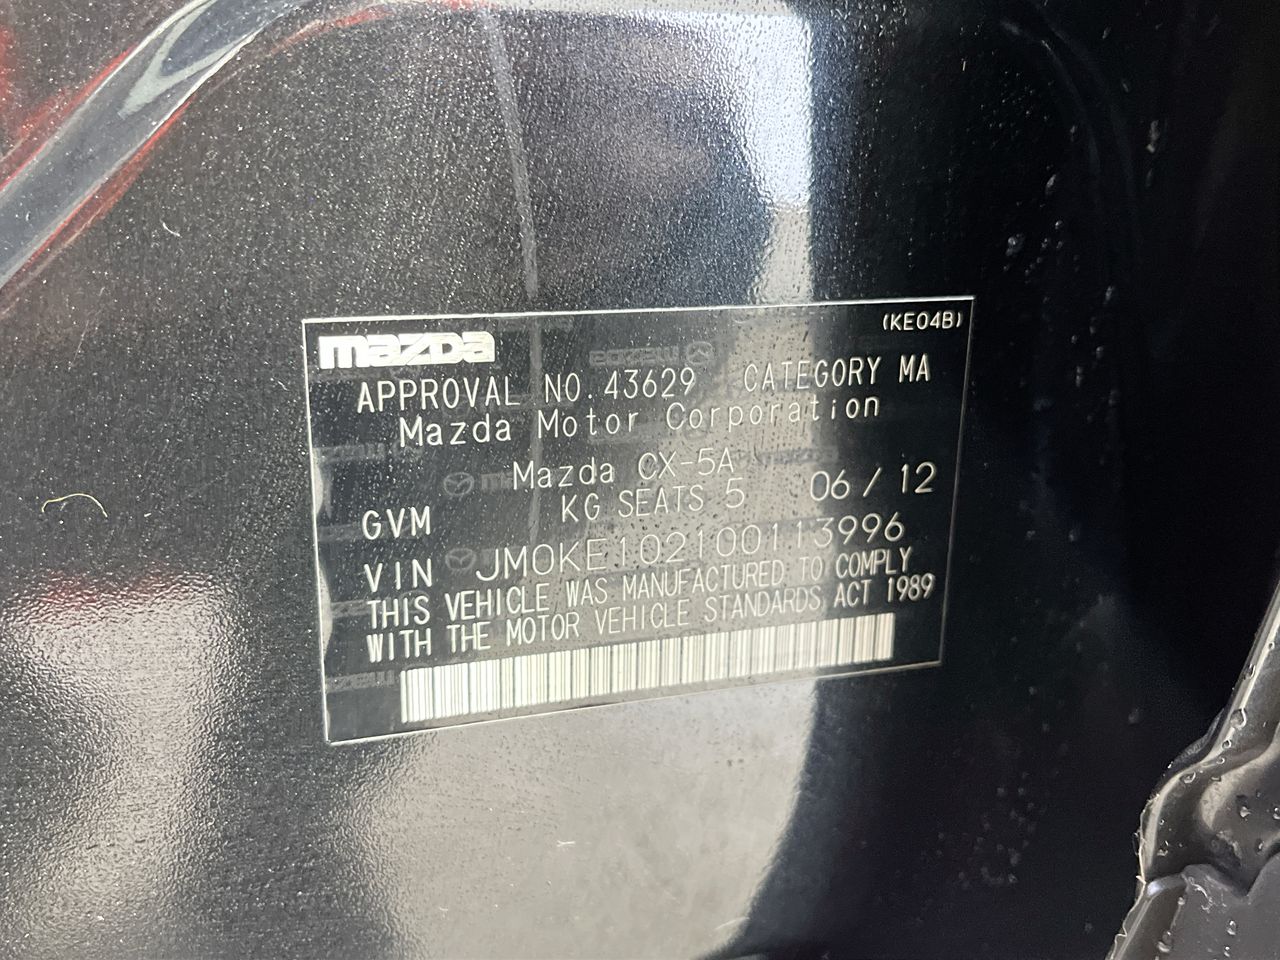 mazda (KE04B)
APPROVAL NO.43629 CATEGORY MA
Mazda Motor Corporation
Mazda CX-5A
GVM KG SEATS 5 06/12
VIN JM0KE102100113996
THIS VEHICLE WAS MANUFACTURED TO COMPLY
WITH THE MOTOR VEHICLE STANDARDS ACT 1989